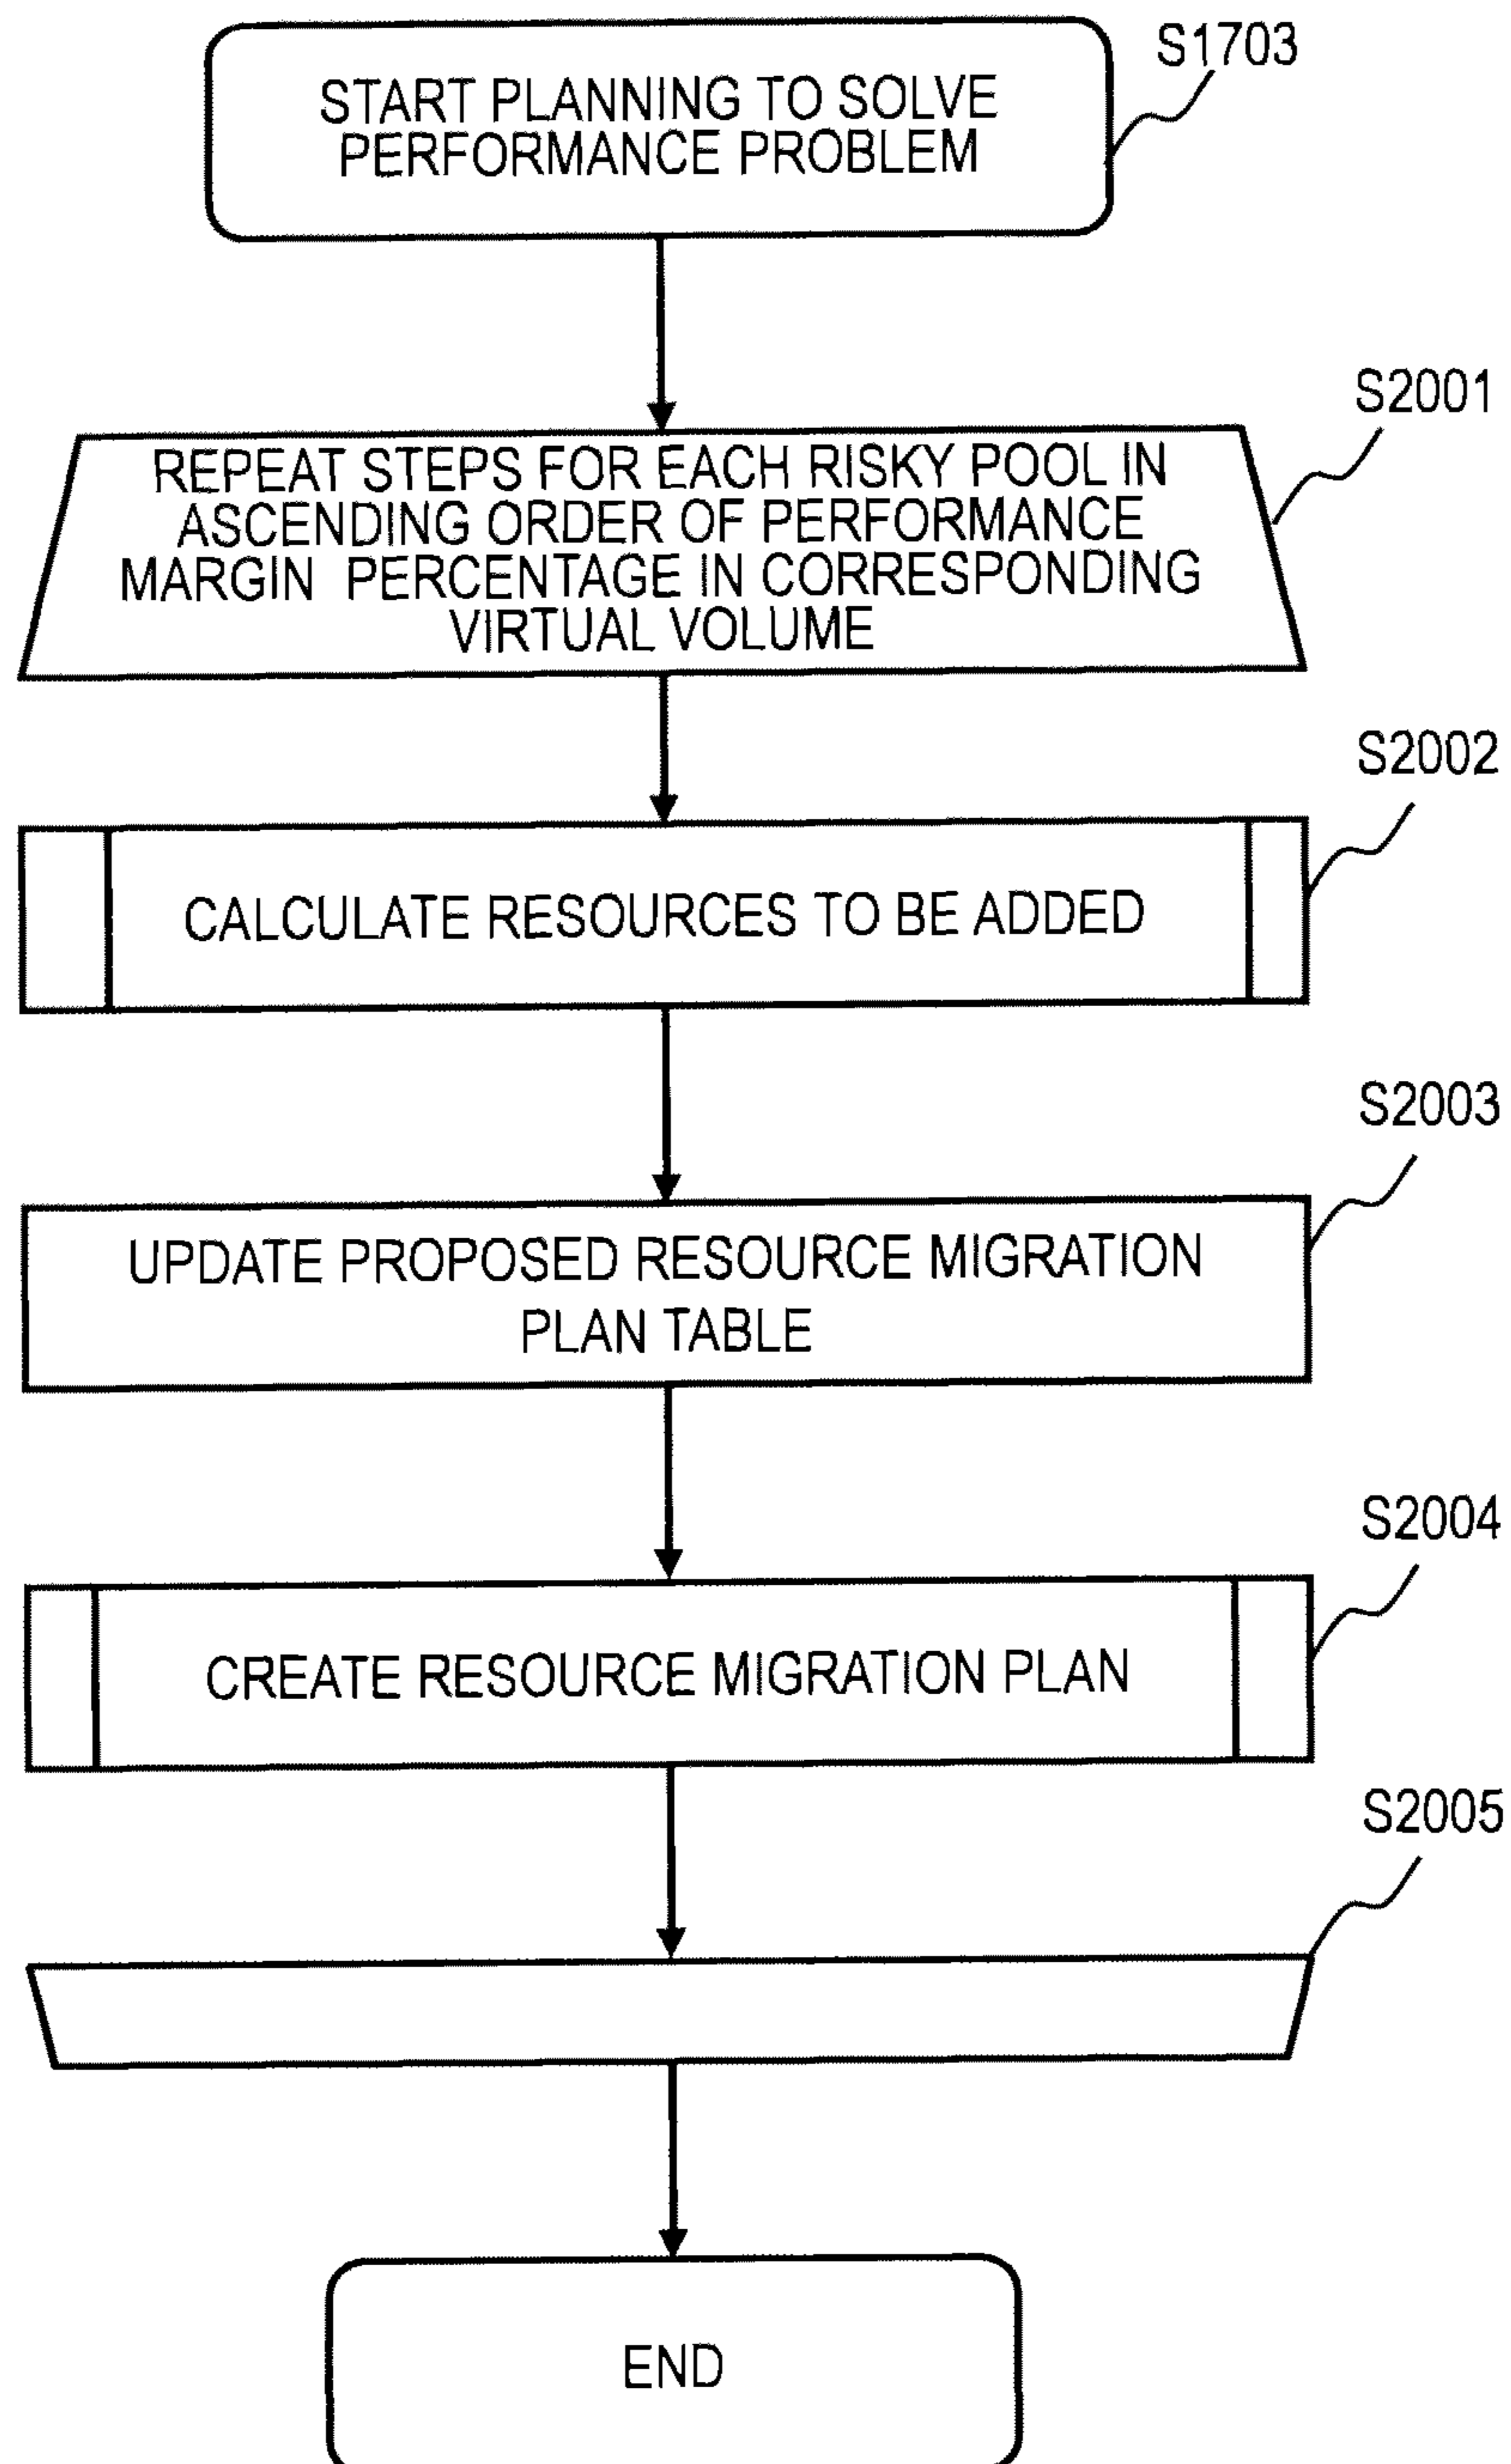 S1703
START PLANNING TO SOLVE
PERFORMANCE PROBLEM
S2001
REPEAT STEPS FOR EACH RISKY POOL IN
ASCENDING ORDER OF PERFORMANCE
MARGIN PERCENTAGE IN CORRESPONDING
VIRTUAL VOLUME
S2002
CALCULATE RESOURCES TO BE ADDED
S2003
UPDATE PROPOSED RESOURCE MIGRATION
PLAN TABLE
S2004
CREATE RESOURCE MIGRATION PLAN
S2005
END